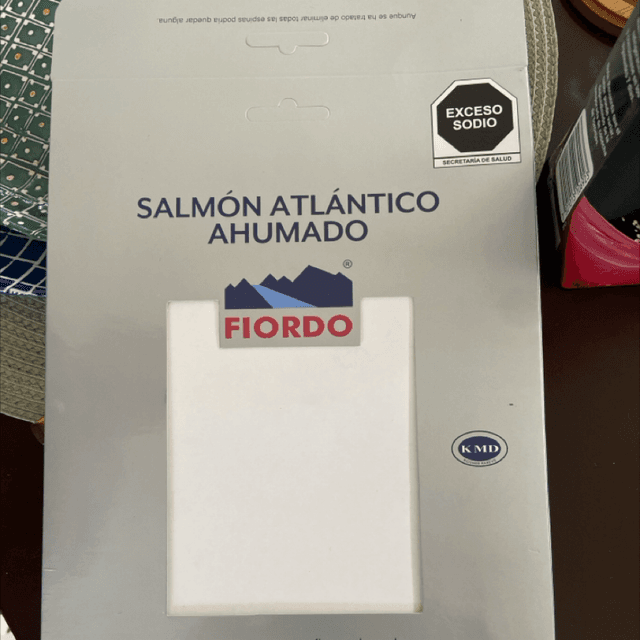 Aunque se ha tratado de eliminar todas las espinas podría quedar alguna.
EXCESO
SODIO
SECRETARÍA DE SALUD
SALMÓN ATLÁNTICO
AHUMADO
®
FIORDO
KMD